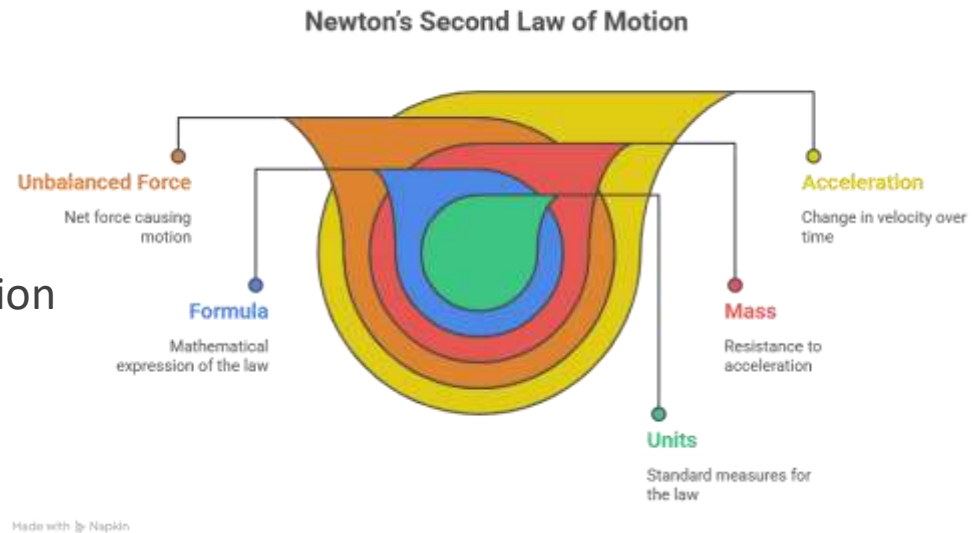 Newton's Second Law of Motion
Unbalanced Force
Net force causing
motion
Acceleration
Change in velocity over
time
ion
Formula
Mathematical
expression of the law
Mass
Resistance to
acceleration
Units
Standard measures for
the law
Made with Napkin